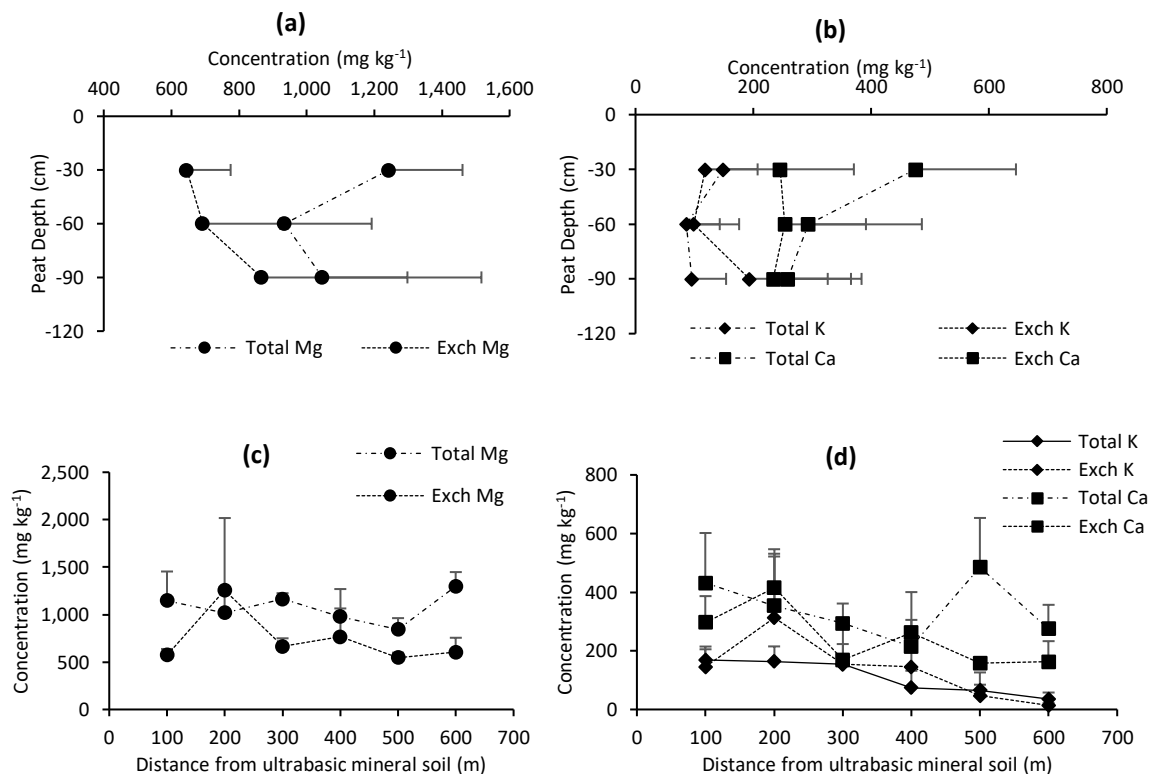 (a)
Concentration (mg kg⁻¹)
400 600 800 1,000 1,200 1,400 1,600
0
-30
-60
-90
-120
Peat Depth (cm)
Total Mg Exch Mg
(b)
Concentration (mg kg⁻¹)
0 200 400 600 800
0
-30
-60
-90
-120
Peat Depth (cm)
Total K Exch K
Total Ca Exch Ca
(c)
Total Mg
Exch Mg
2,500
2,000
1,500
1,000
500
0
Concentration (mg kg⁻¹)
0 100 200 300 400 500 600 700
Distance from ultrabasic mineral soil (m)
(d)
Total K
Exch K
Total Ca
Exch Ca
800
600
400
200
0
Concentration (mg kg⁻¹)
0 100 200 300 400 500 600 700
Distance from ultrabasic mineral soil (m)